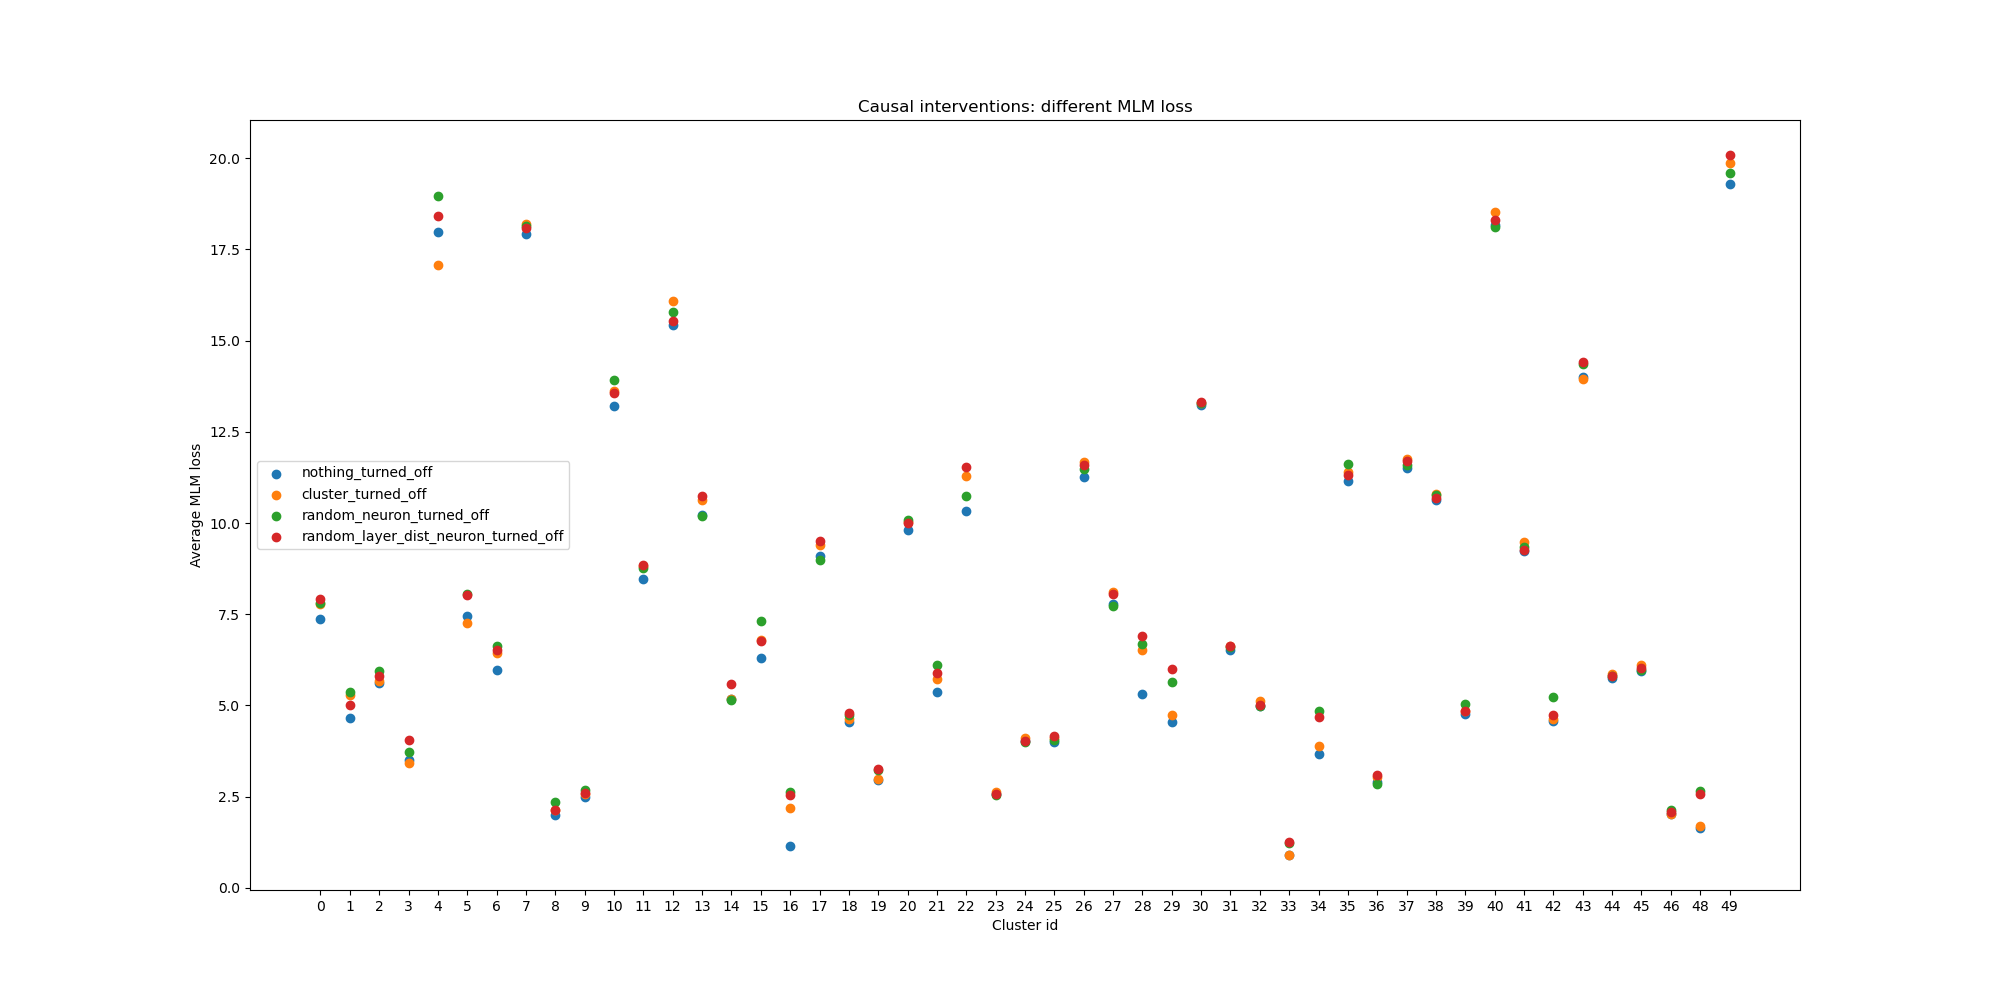 Causal interventions: different MLM loss
Average MLM loss
20.0
17.5
15.0
12.5
10.0
7.5
5.0
2.5
0.0
nothing_turned_off
cluster_turned_off
random_neuron_turned_off
random_layer_dist_neuron_turned_off
0 1 2 3 4 5 6 7 8 9 10 11 12 13 14 15 16 17 18 19 20 21 22 23 24 25 26 27 28 29 30 31 32 33 34 35 36 37 38 39 40 41 42 43 44 45 46 48 49
Cluster id